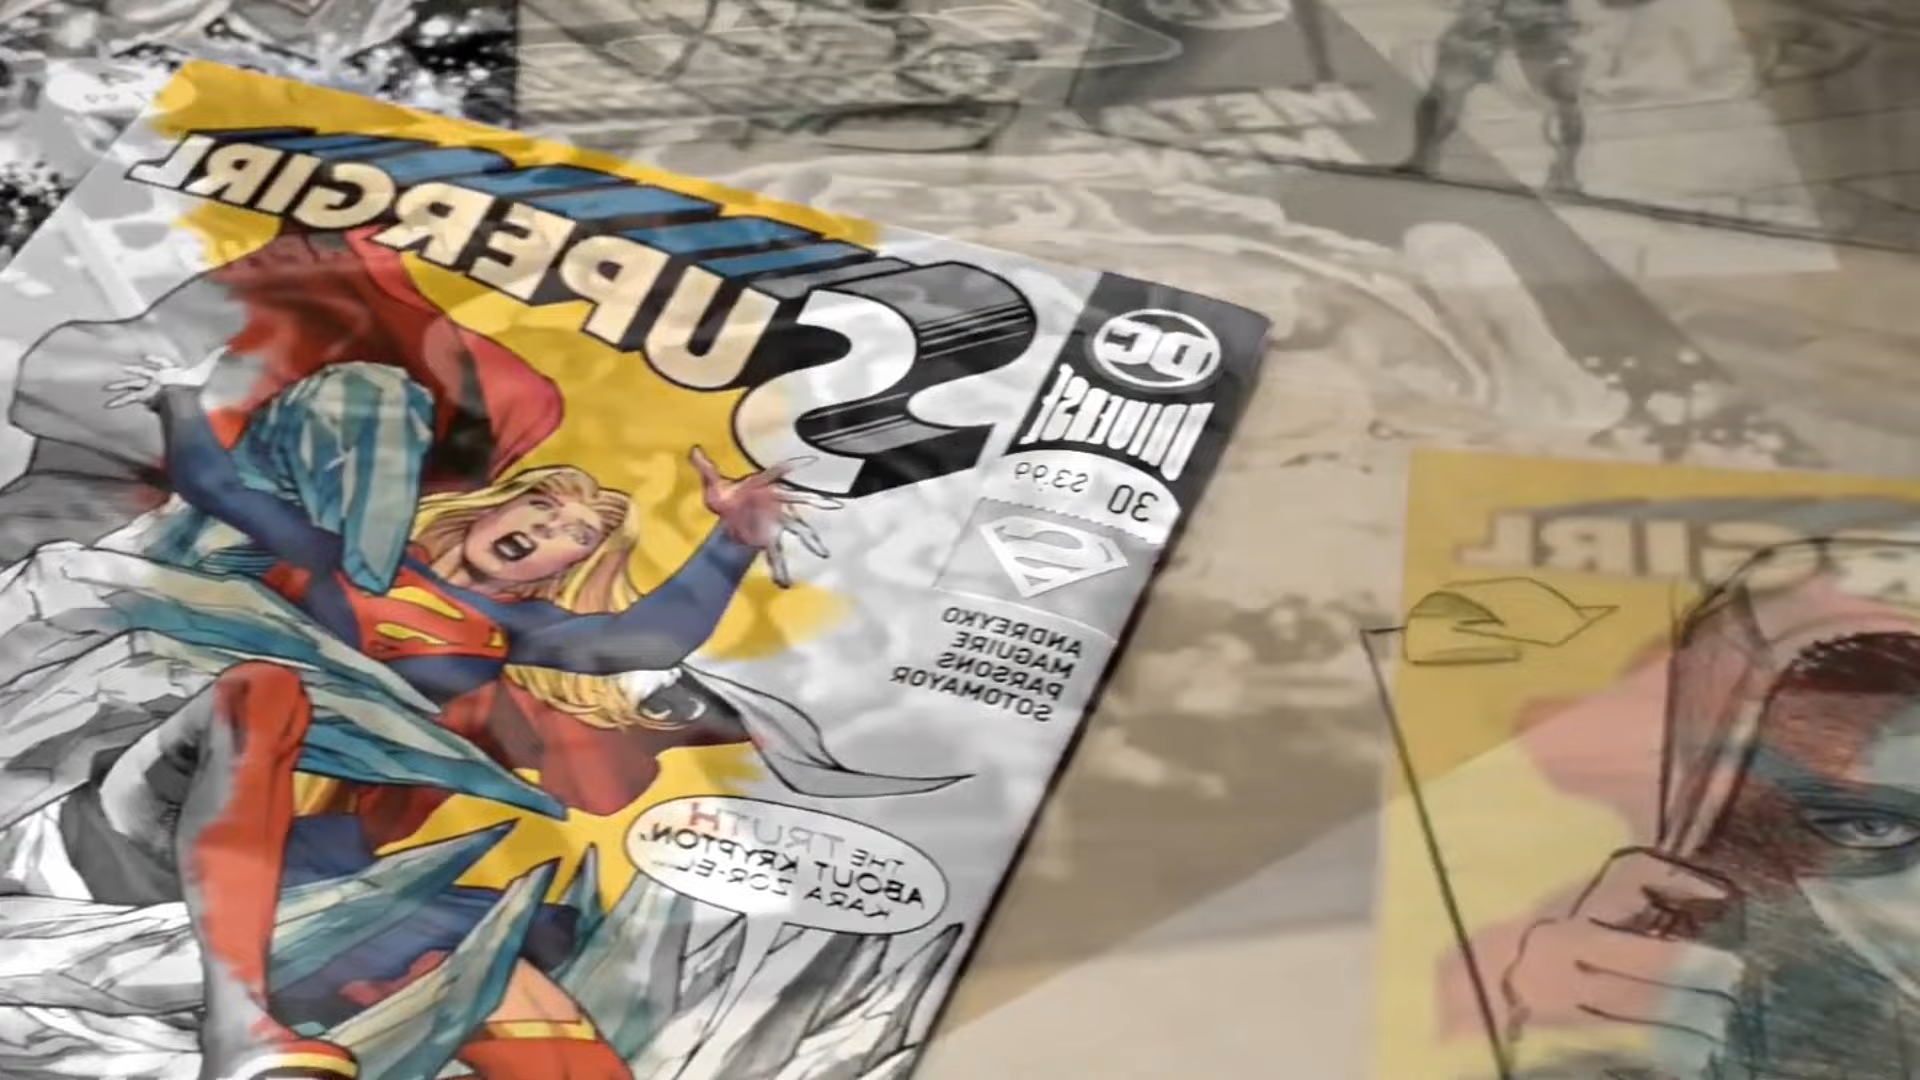 SUPERGIRL
DC
UNIVERSE
30 $3.99
ANDREYKO
MAGUIRE
PARSONS
SOTOMAYOR
THE TRUTH
ABOUT KRYPTON,
KARA ZOR-EL...
GIRL